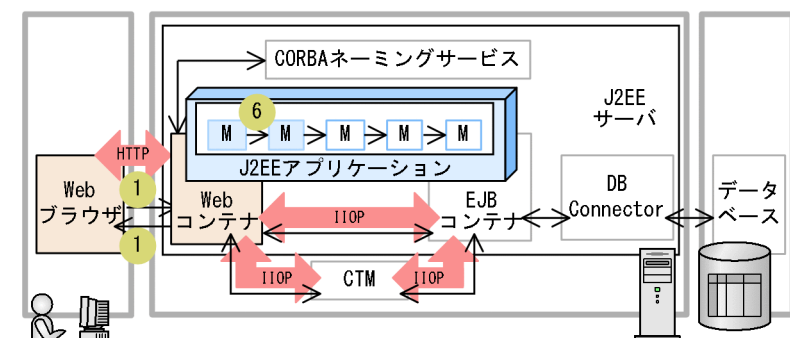 CORBAネーミングサービス
J2EE
サーバ
6
M M M M M
J2EEアプリケーション
HTTP
Web
ブラウザ
1
1
Web
コンテナ
IIOP
EJB
コンテナ
DB
Connector
データ
ベース
IIOP
CTM
IIOP